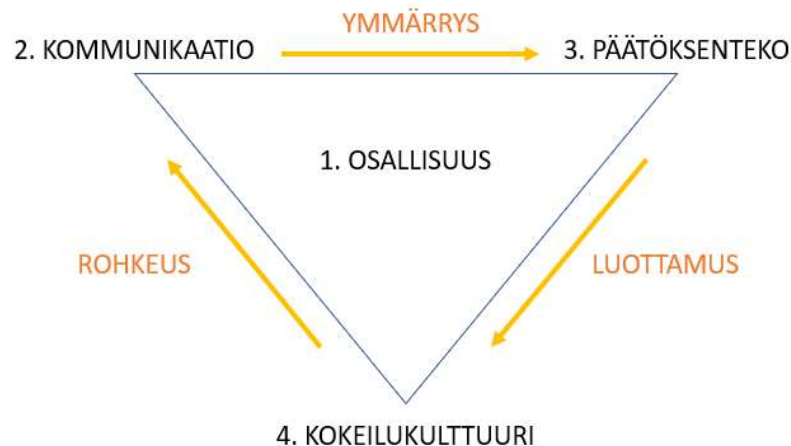 YMMÄRRYS
2. KOMMUNIKAATIO
3. PÄÄTÖKSENTEKO
1. OSALLISUUS
ROHKEUS
LUOTTAMUS
4. KOKEILUKULTTUURI